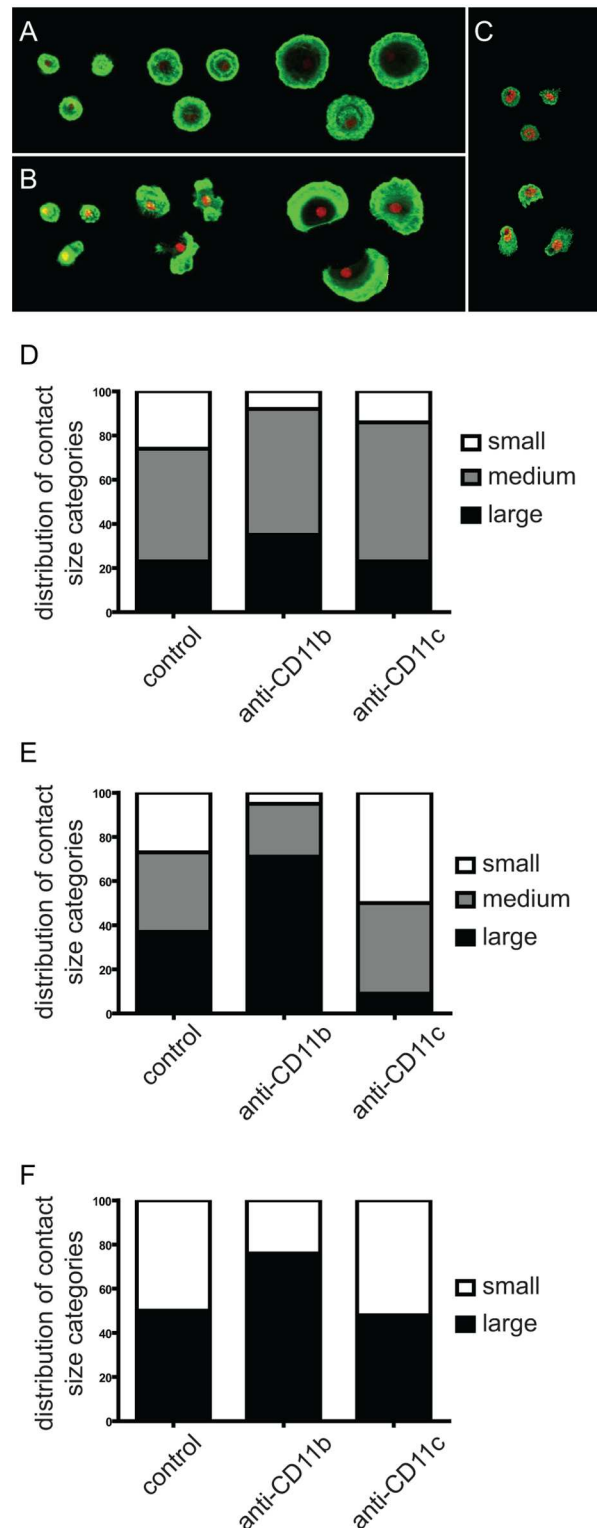 A
C
B
D
distribution of contact
size categories
100
80
60
40
20
0
control
anti-CD11b
anti-CD11c
small
medium
large
E
distribution of contact
size categories
100
80
60
40
20
0
control
anti-CD11b
anti-CD11c
small
medium
large
F
distribution of contact
size categories
100
80
60
40
20
0
control
anti-CD11b
anti-CD11c
small
large